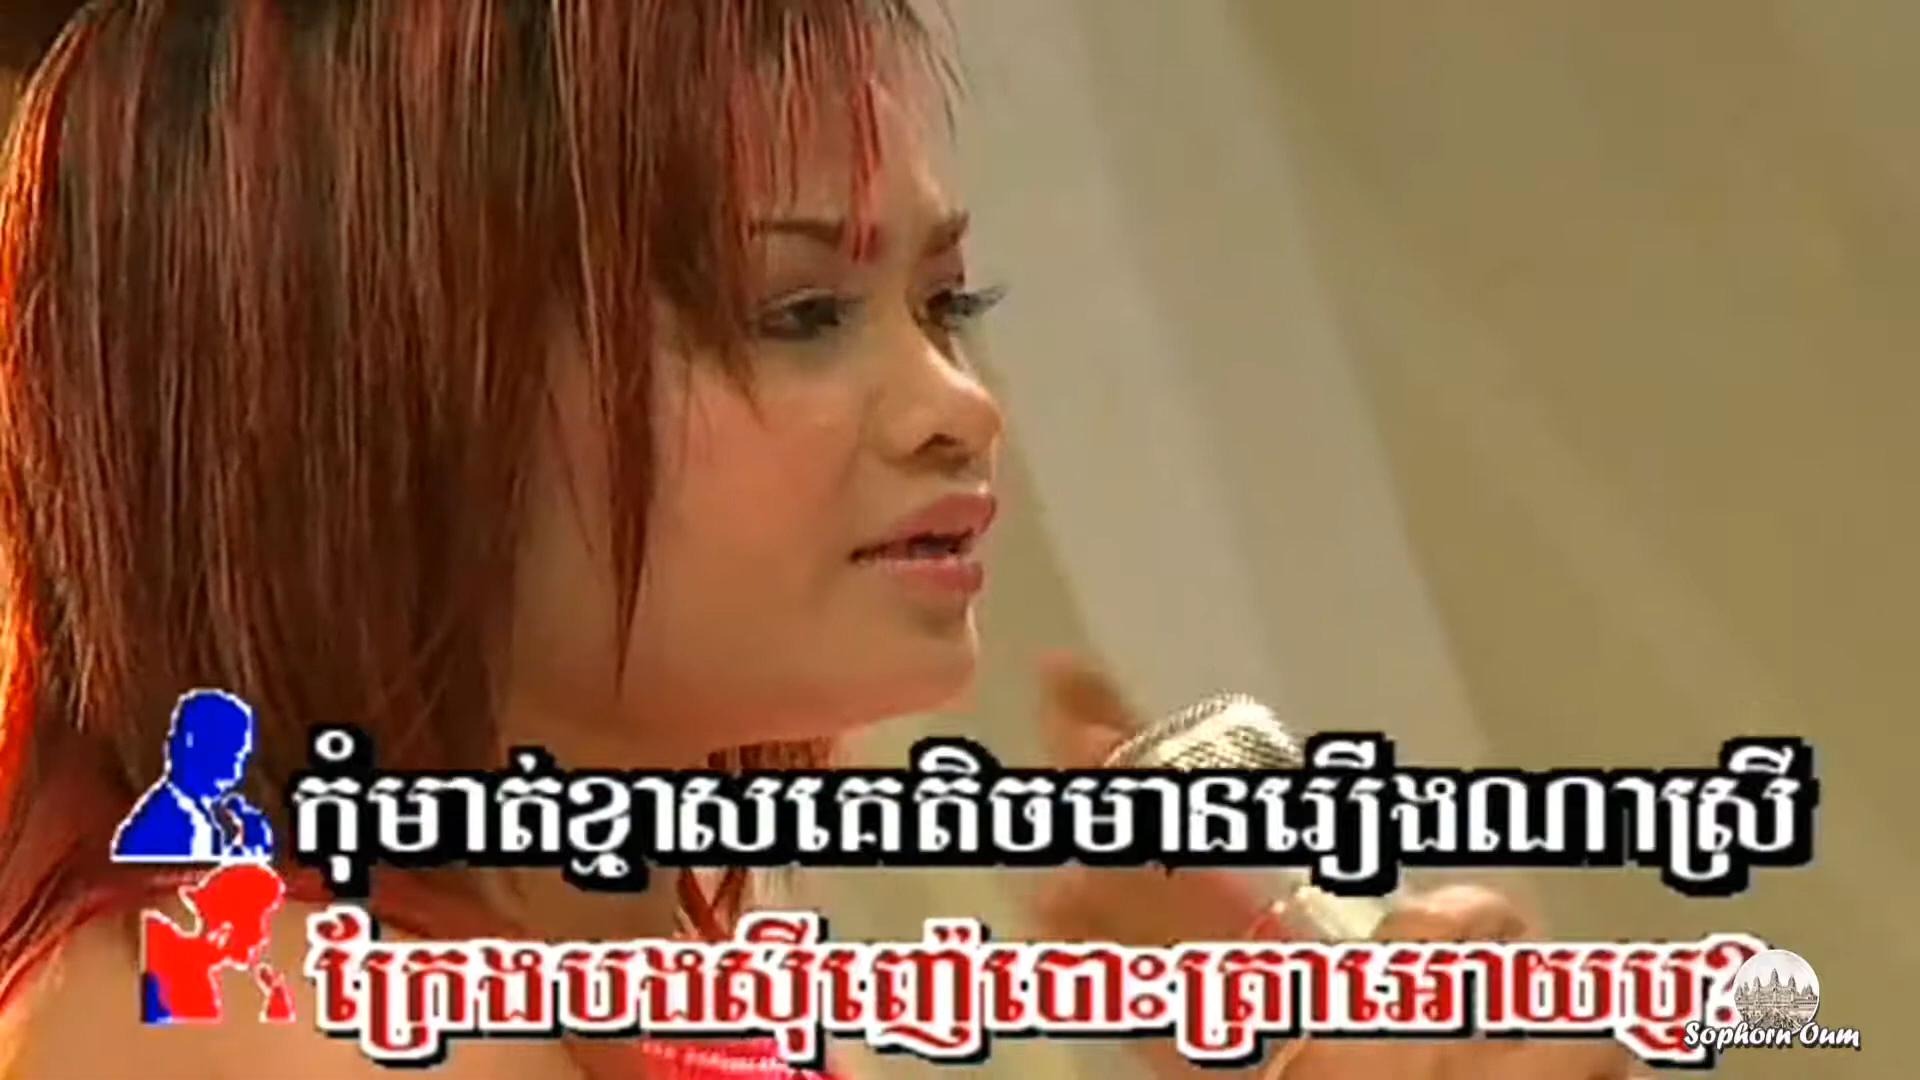 កុំមាត់ខ្មាសគេតិចមានរឿងណាស្រី
ក្រែងបងស៊ីញ៉េបោះត្រាអោយឬ?
Sophorn Oum